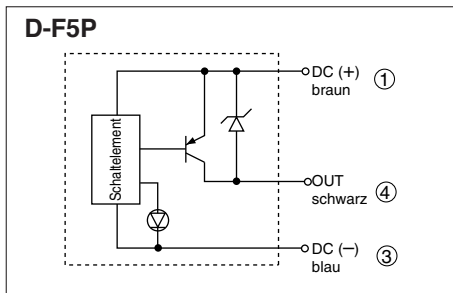 D-F5P
DC (+) ①
braun
Schaltelement
OUT
schwarz ④
DC (−) ③
blau